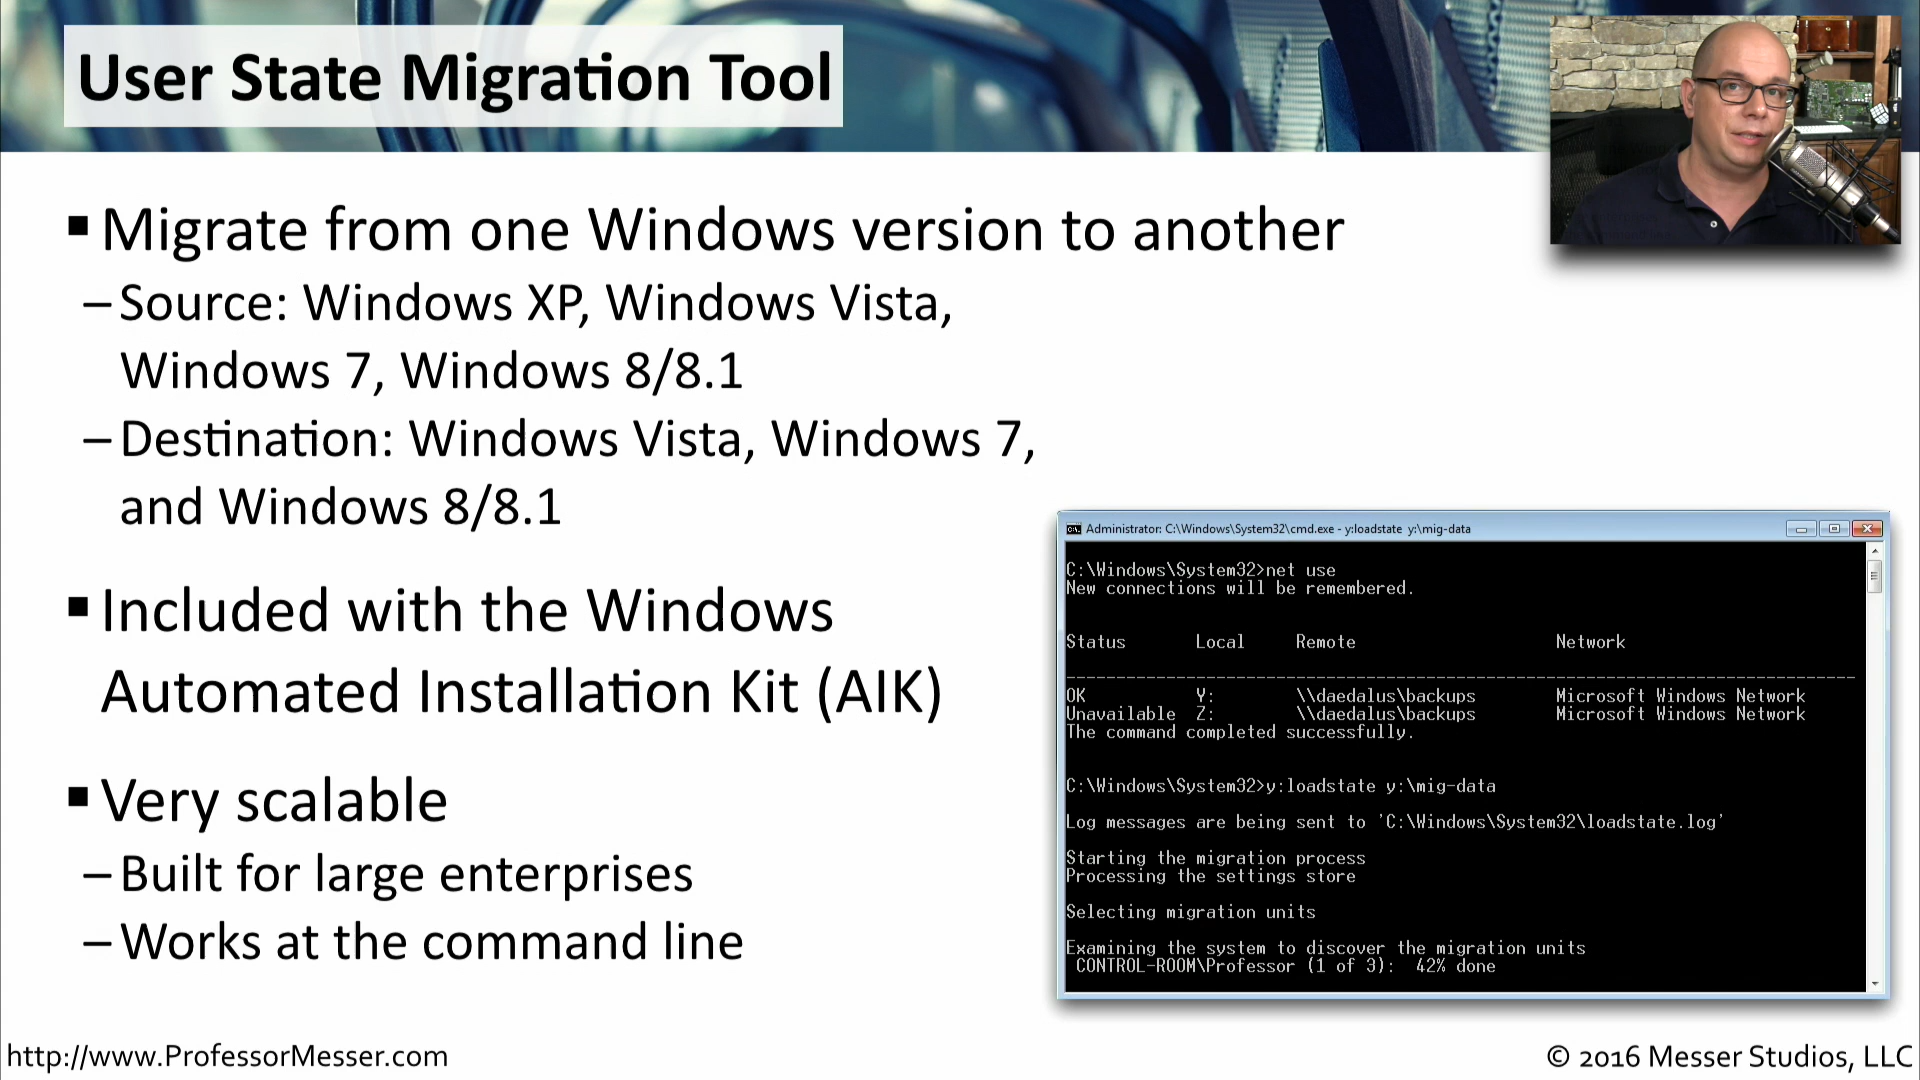 User State Migration Tool
▪ Migrate from one Windows version to another
– Source: Windows XP, Windows Vista,
Windows 7, Windows 8/8.1
– Destination: Windows Vista, Windows 7,
and Windows 8/8.1
▪ Included with the Windows
Automated Installation Kit (AIK)
▪ Very scalable
– Built for large enterprises
– Works at the command line
Administrator: C:\Windows\System32\cmd.exe - y:loadstate y:\mig-data
C:\Windows\System32>net use
New connections will be remembered.
Status Local Remote Network
-------------------------------------------------------------------------------
OK Y: \\daedalus\backups Microsoft Windows Network
Unavailable Z: \\daedalus\backups Microsoft Windows Network
The command completed successfully.
C:\Windows\System32>y:loadstate y:\mig-data
Log messages are being sent to 'C:\Windows\System32\loadstate.log'
Starting the migration process
Processing the settings store
Selecting migration units
Examining the system to discover the migration units
CONTROL-ROOM\Professor (1 of 3): 42% done
http://www.ProfessorMesser.com
© 2016 Messer Studios, LLC